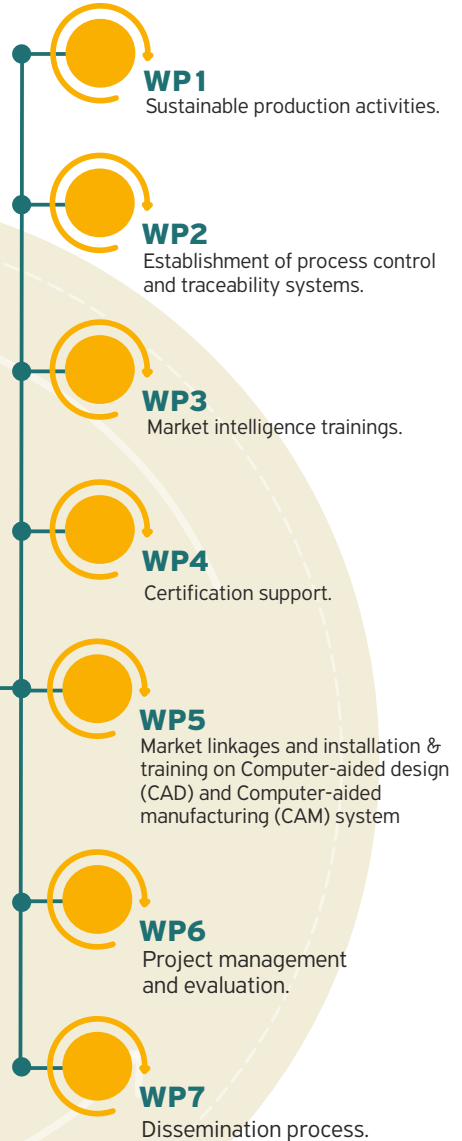 WP1
Sustainable production activities.
WP2
Establishment of process control
and traceability systems.
WP3
Market intelligence trainings.
WP4
Certification support.
WP5
Market linkages and installation &
training on Computer-aided design
(CAD) and Computer-aided
manufacturing (CAM) system
WP6
Project management
and evaluation.
WP7
Dissemination process.